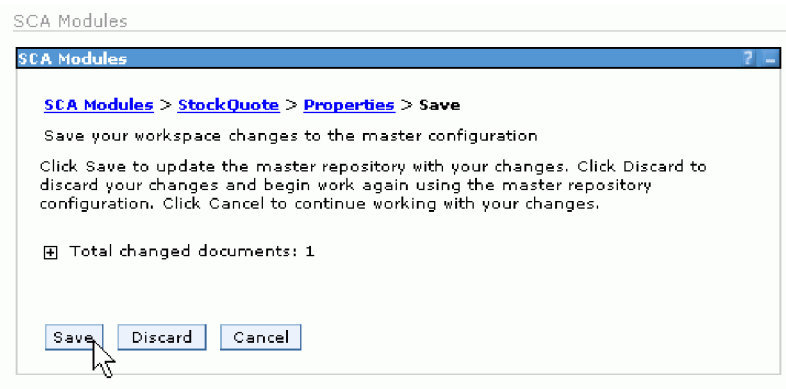 SCA Modules
SCA Modules ? –
SCA Modules > StockQuote > Properties > Save
Save your workspace changes to the master configuration
Click Save to update the master repository with your changes. Click Discard to
discard your changes and begin work again using the master repository
configuration. Click Cancel to continue working with your changes.
+ Total changed documents: 1
Save Discard Cancel